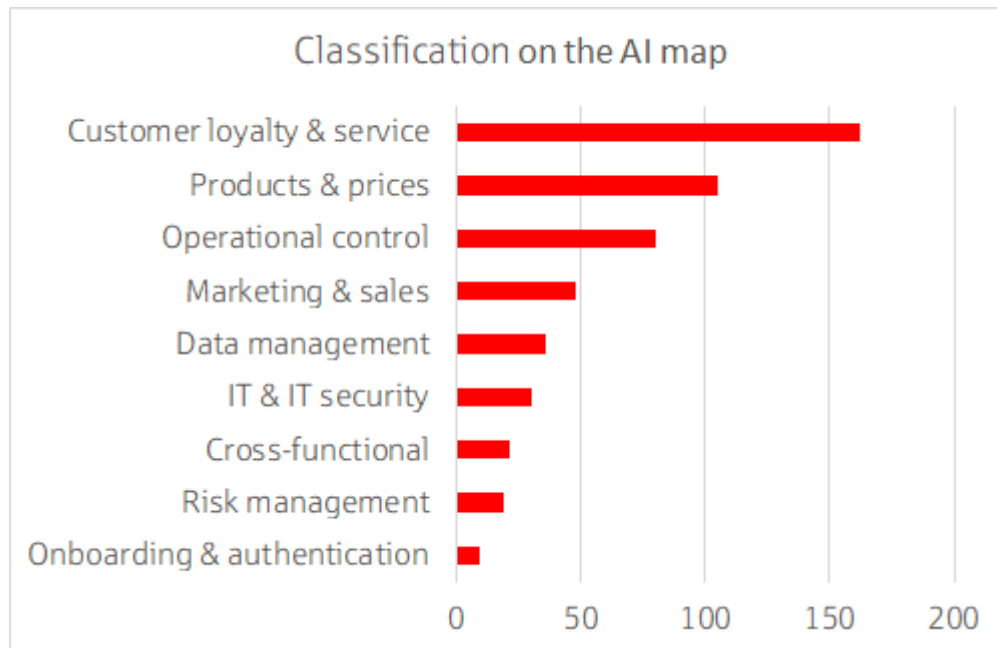 Classification on the AI map
Customer loyalty & service
Products & prices
Operational control
Marketing & sales
Data management
IT & IT security
Cross-functional
Risk management
Onboarding & authentication
0 50 100 150 200